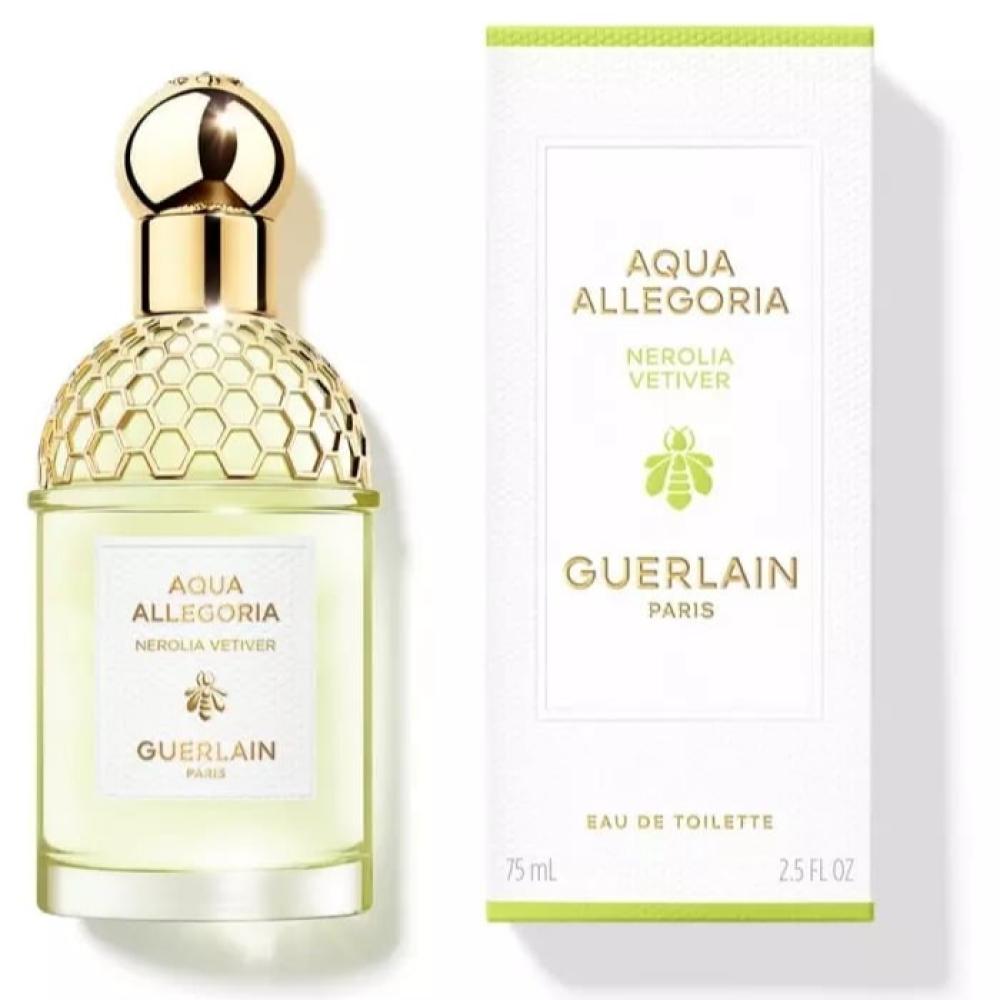 AQUA
ALLEGORIA
NEROLIA VETIVER
GUERLAIN
PARIS
AQUA
ALLEGORIA
NEROLIA
VETIVER
GUERLAIN
PARIS
EAU DE TOILETTE
75 mL 2.5 FL OZ